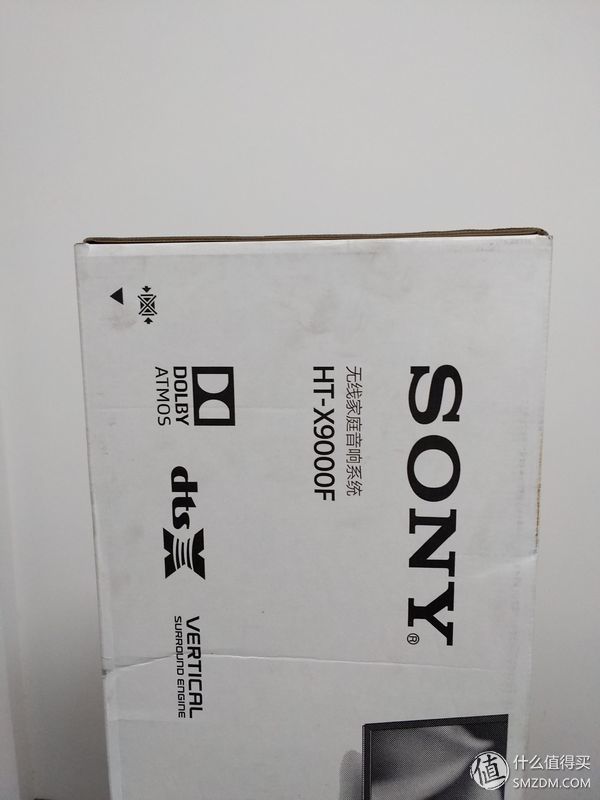 SONY®
无线家庭音响系统
HT-X9000F
DOLBY
ATMOS
dts X
VERTICAL
SURROUND ENGINE
值 什么值得买
SMZDM.COM